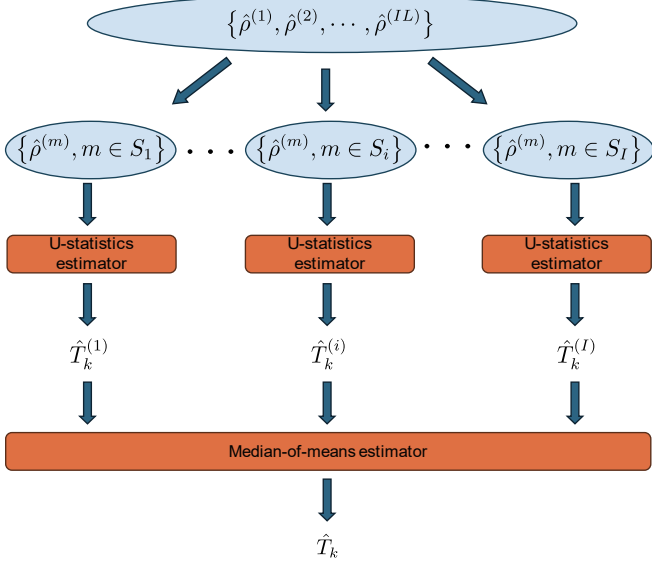 {ρ̂^(1), ρ̂^(2), ⋯, ρ̂^(IL)}
{ρ̂^(m), m ∈ S_1} ... {ρ̂^(m), m ∈ S_i} ... {ρ̂^(m), m ∈ S_I}
U-statistics estimator
U-statistics estimator
U-statistics estimator
T̂_k^(1) T̂_k^(i) T̂_k^(I)
Median-of-means estimator
T̂_k